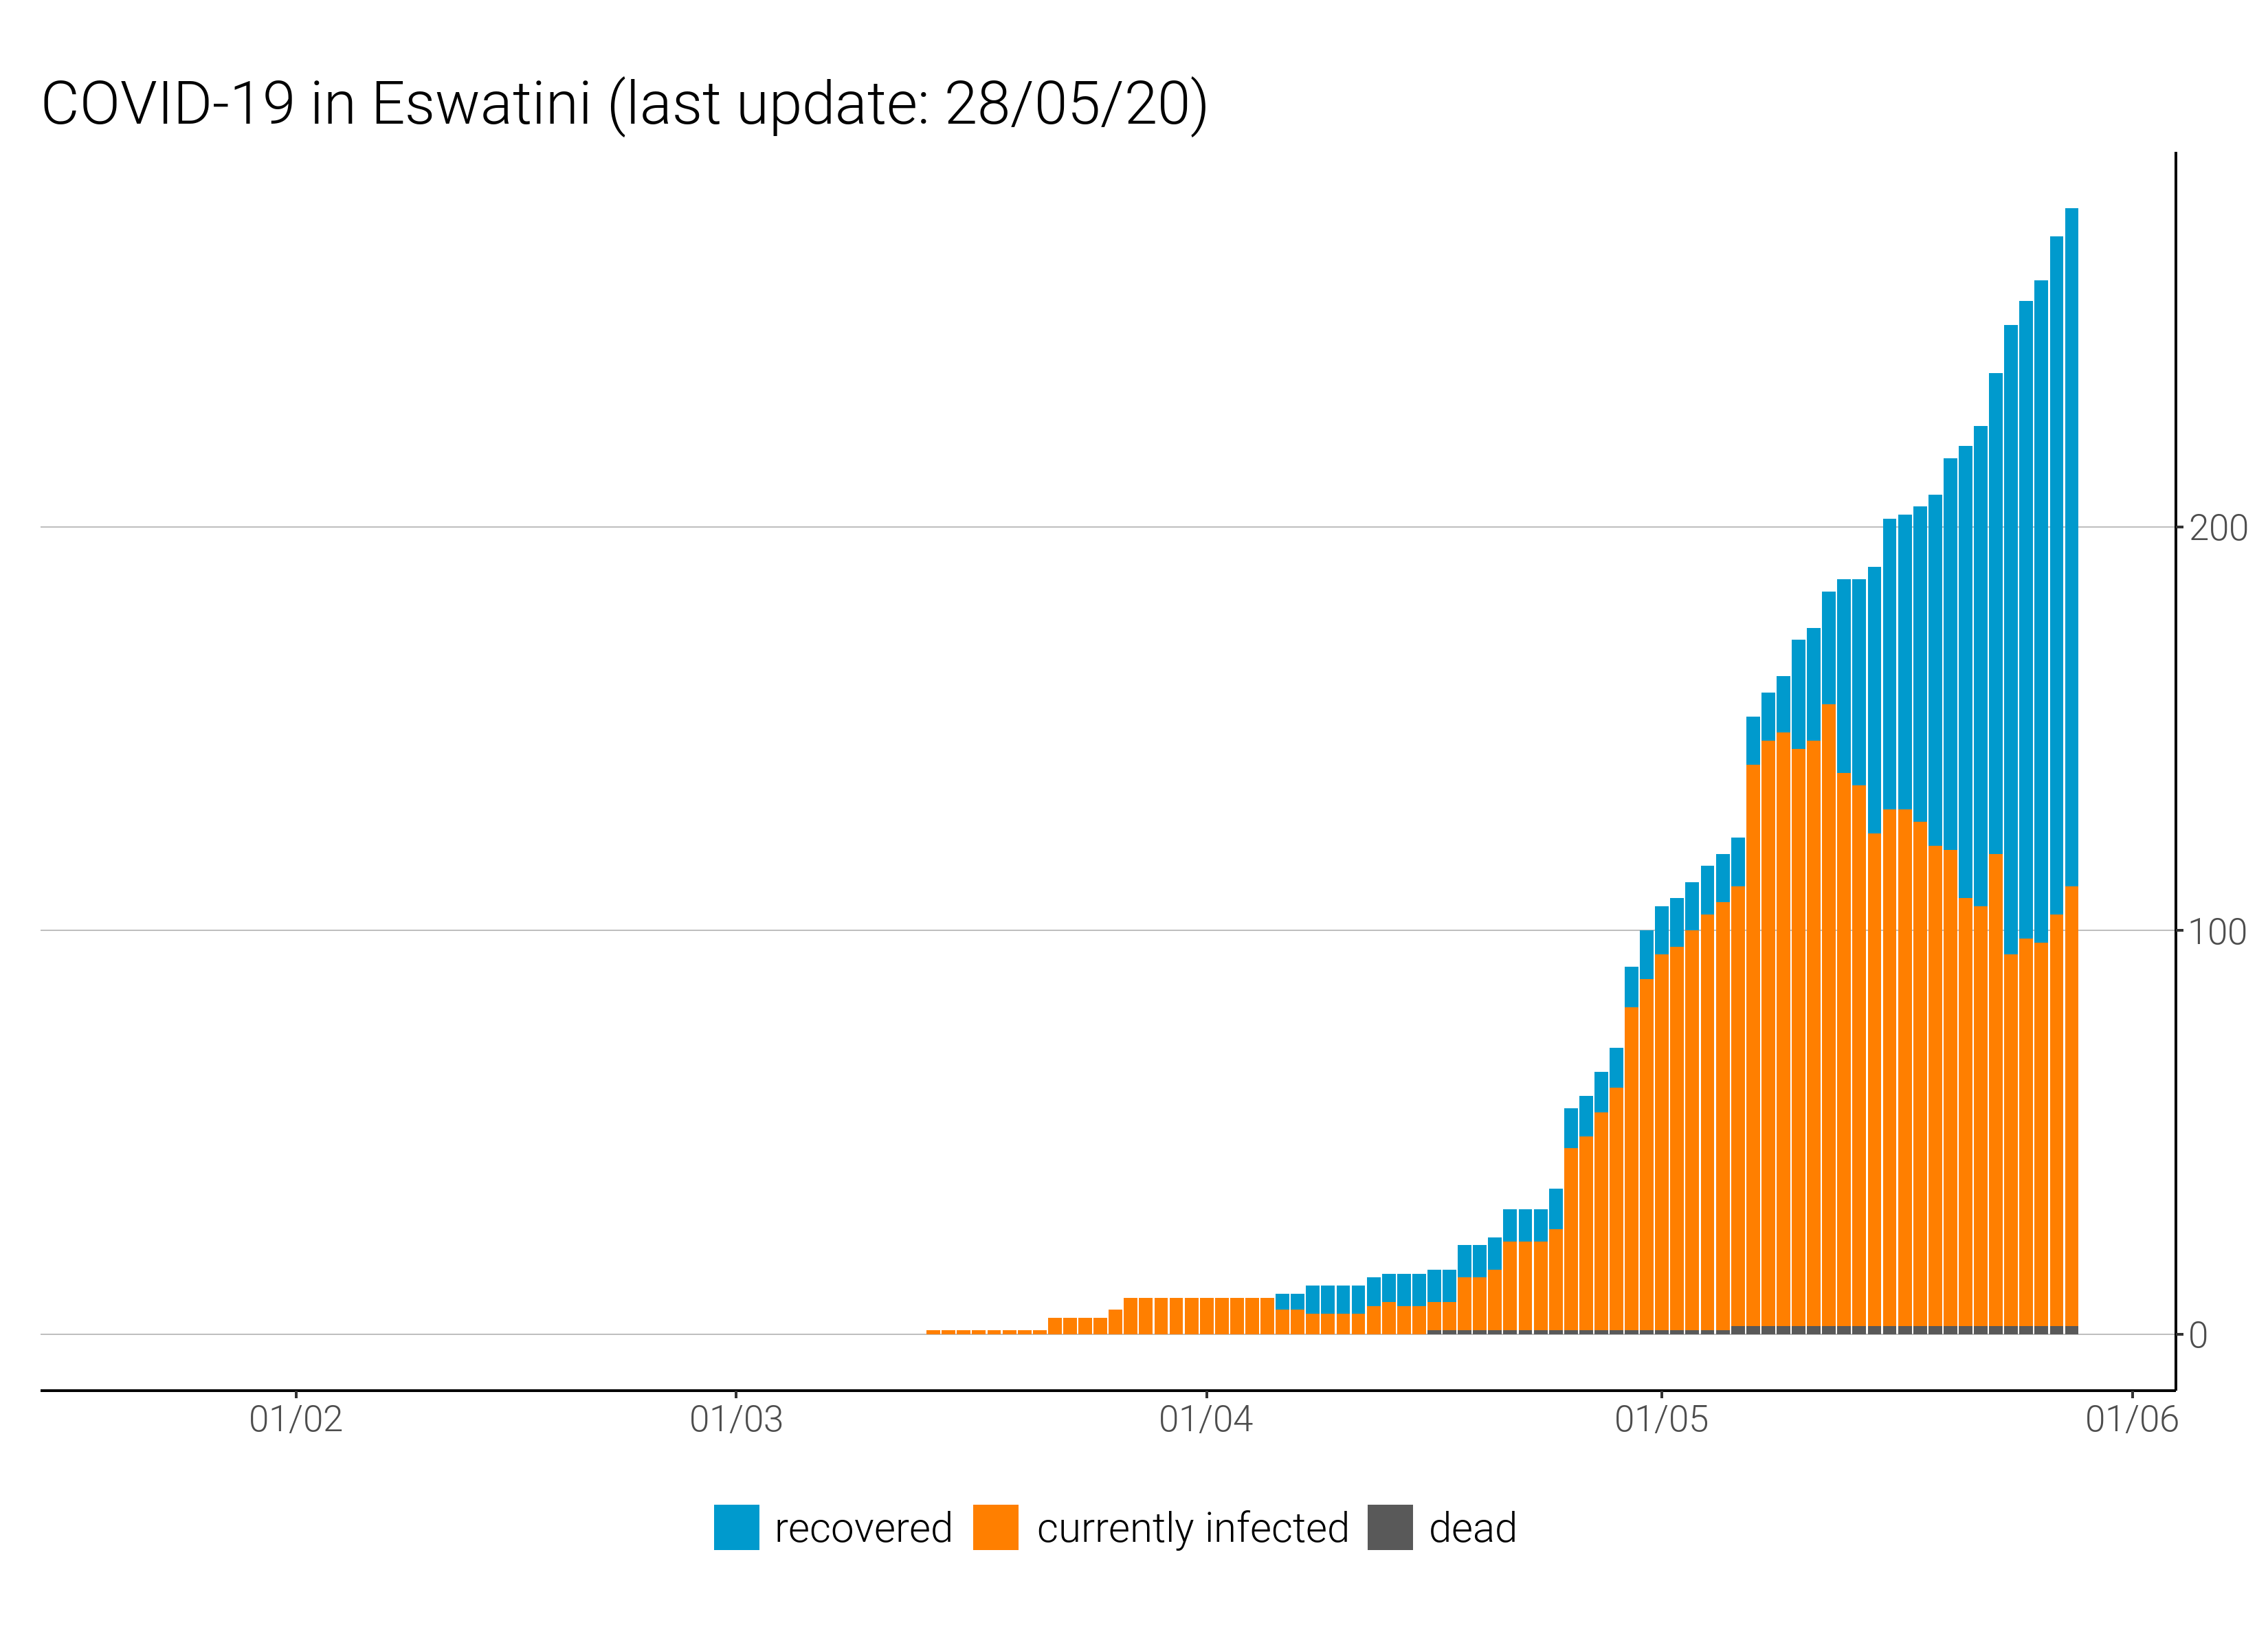 COVID-19 in Eswatini (last update: 28/05/20)
200
100
0
01/02 01/03 01/04 01/05 01/06
recovered currently infected dead